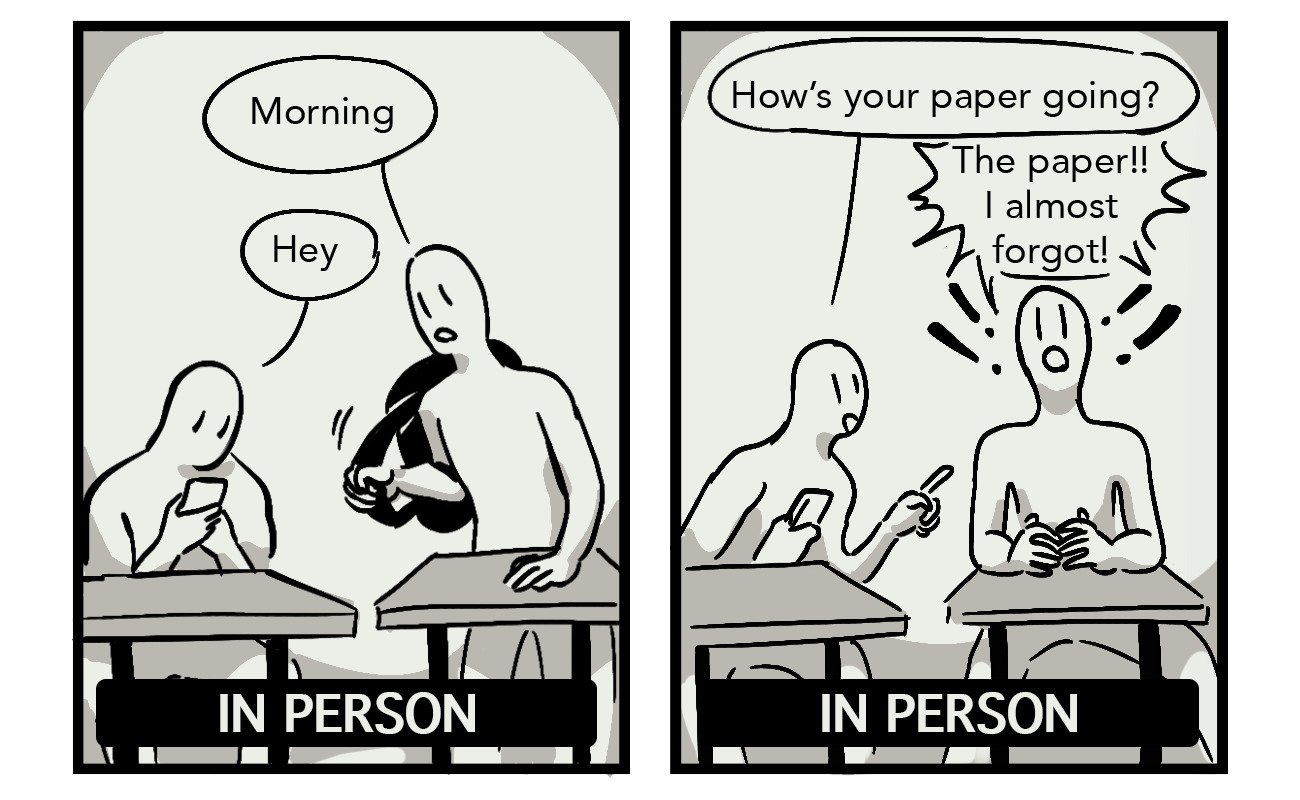 Morning
Hey
IN PERSON
How's your paper going?
The paper!!
I almost
forgot!
IN PERSON